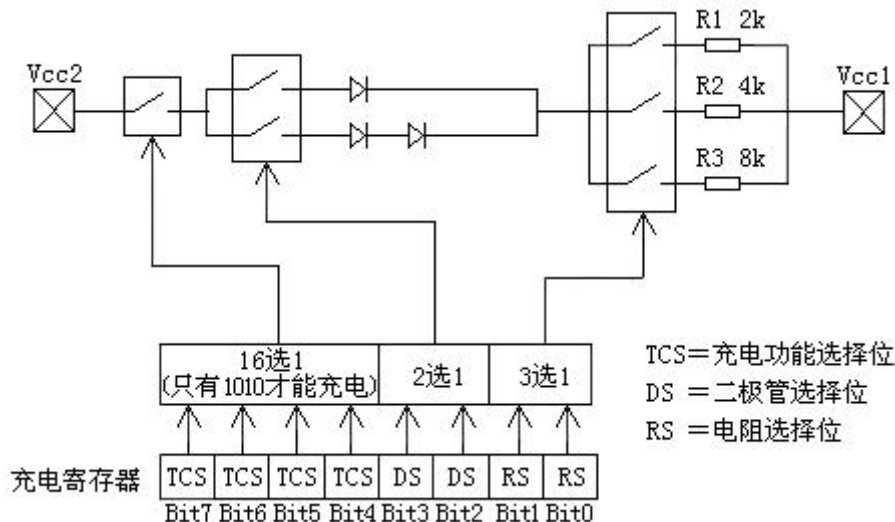 R1 2k
Vcc2
Vcc1
R2 4k
R3 8k
16选1
(只有1010才能充电)
2选1
3选1
TCS=充电功能选择位
DS =二极管选择位
RS =电阻选择位
充电寄存器
TCS TCS TCS TCS DS DS RS RS
Bit7 Bit6 Bit5 Bit4 Bit3 Bit2 Bit1 Bit0